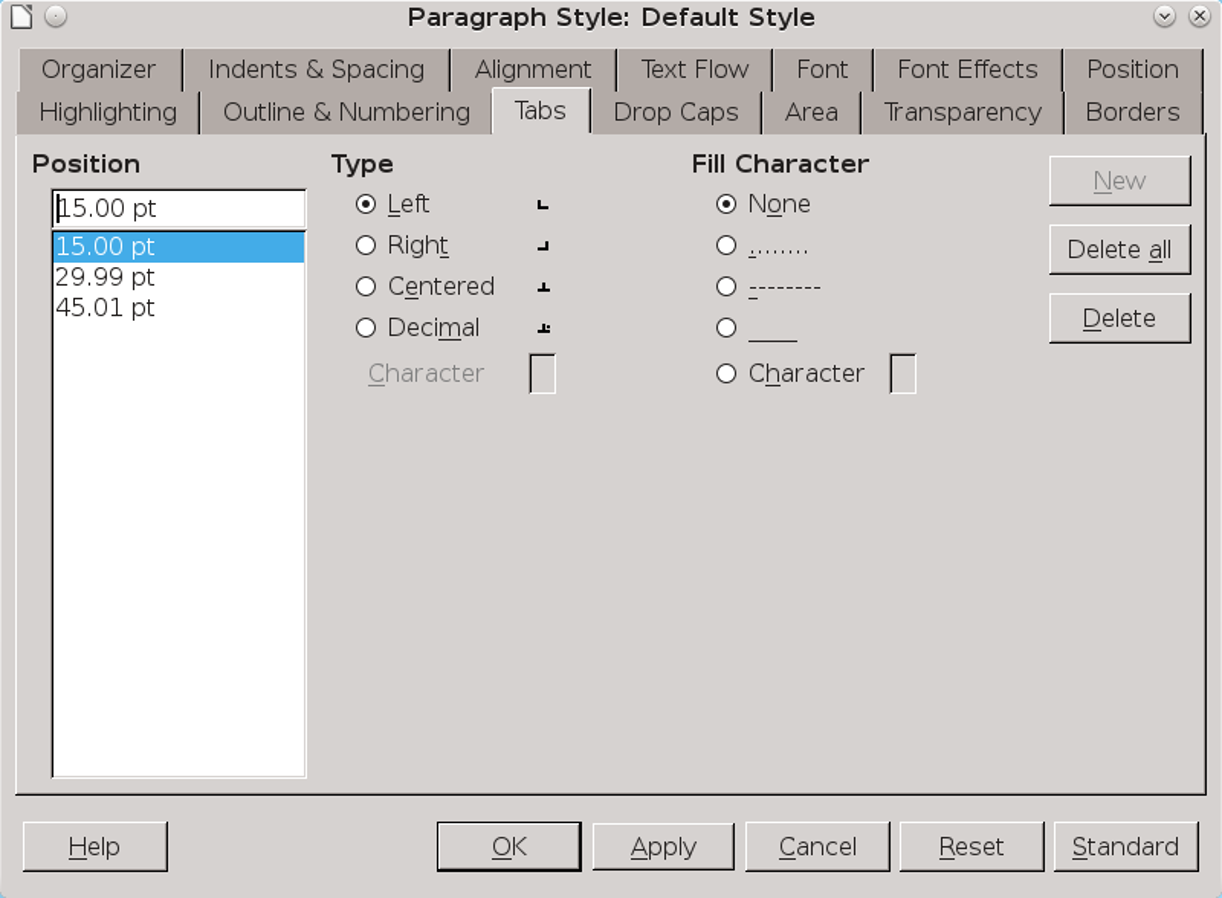 Paragraph Style: Default Style
Organizer Indents & Spacing Alignment Text Flow Font Font Effects Position
Highlighting Outline & Numbering Tabs Drop Caps Area Transparency Borders
Position Type Fill Character
15.00 pt
15.00 pt
29.99 pt
45.01 pt
Left
Right
Centered
Decimal
Character
None
........
--------
____
Character
New
Delete all
Delete
Help OK Apply Cancel Reset Standard